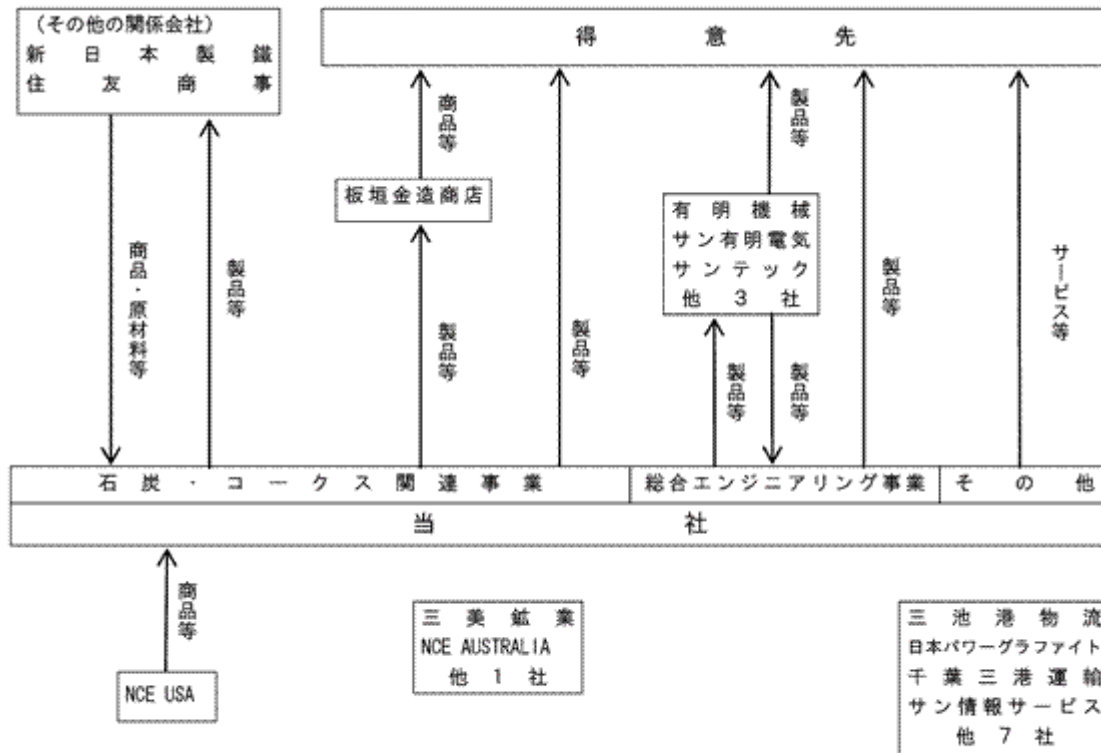 (その他の関係会社)
新日本製鐵
住友商事
得意先
商品等
製品等
板垣金造商店
有明機械
サン有明電気
サンテック
他3社
商品・原材料等
製品等
製品等
製品等
製品等
製品等
製品等
サービス等
石炭・コークス関連事業
総合エンジニアリング事業
その他
当社
商品等
NCE USA
三美鉱業
NCE AUSTRALIA
他1社
三池港物流
日本パワーグラファイト
千葉三港運輸
サン情報サービス
他7社